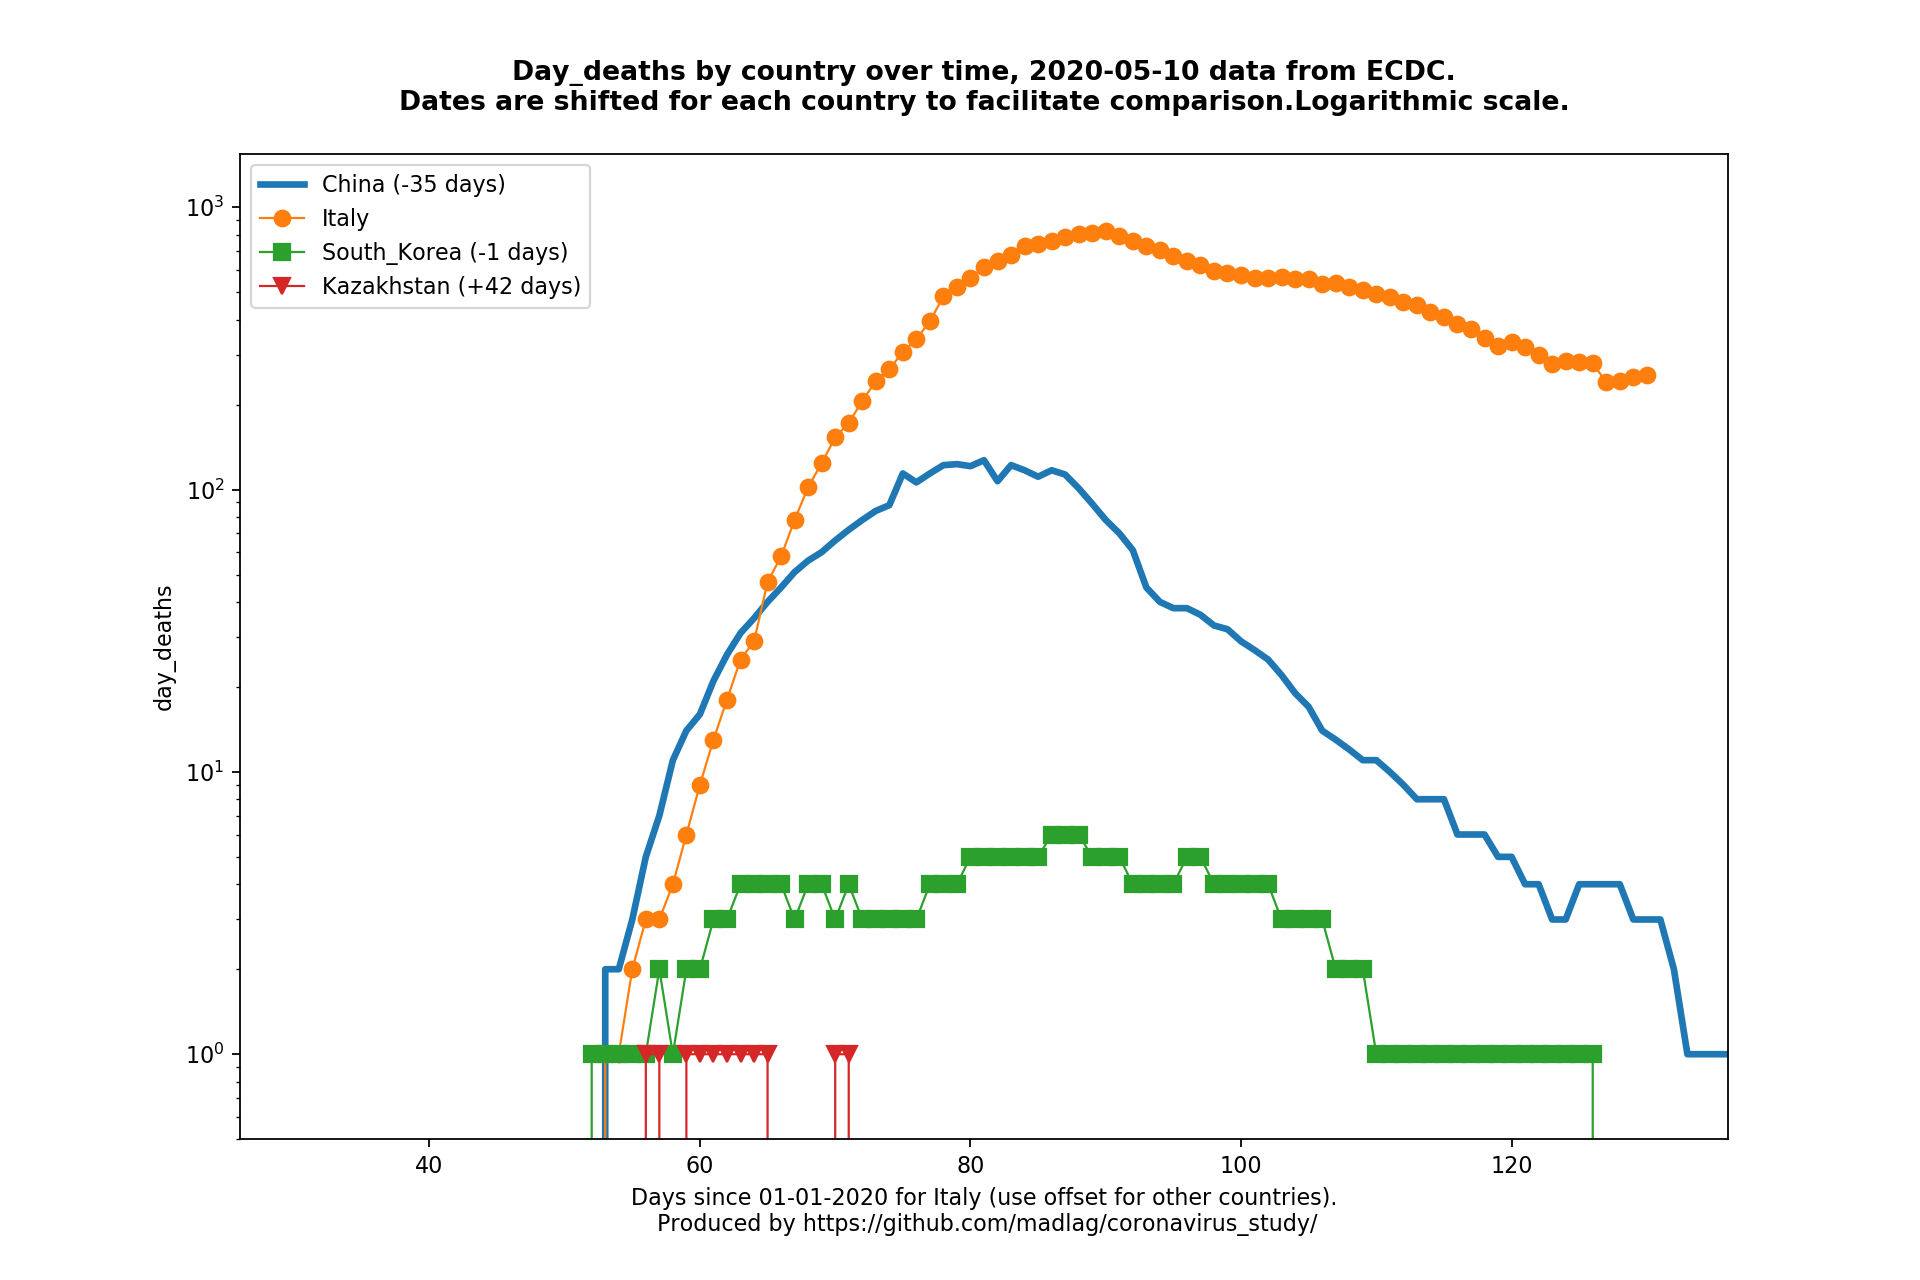 Day_deaths by country over time, 2020-05-10 data from ECDC.
Dates are shifted for each country to facilitate comparison.Logarithmic scale.
China (-35 days)
Italy
South_Korea (-1 days)
Kazakhstan (+42 days)
day_deaths
10³
10²
10¹
10⁰
40 60 80 100 120
Days since 01-01-2020 for Italy (use offset for other countries).
Produced by https://github.com/madlag/coronavirus_study/